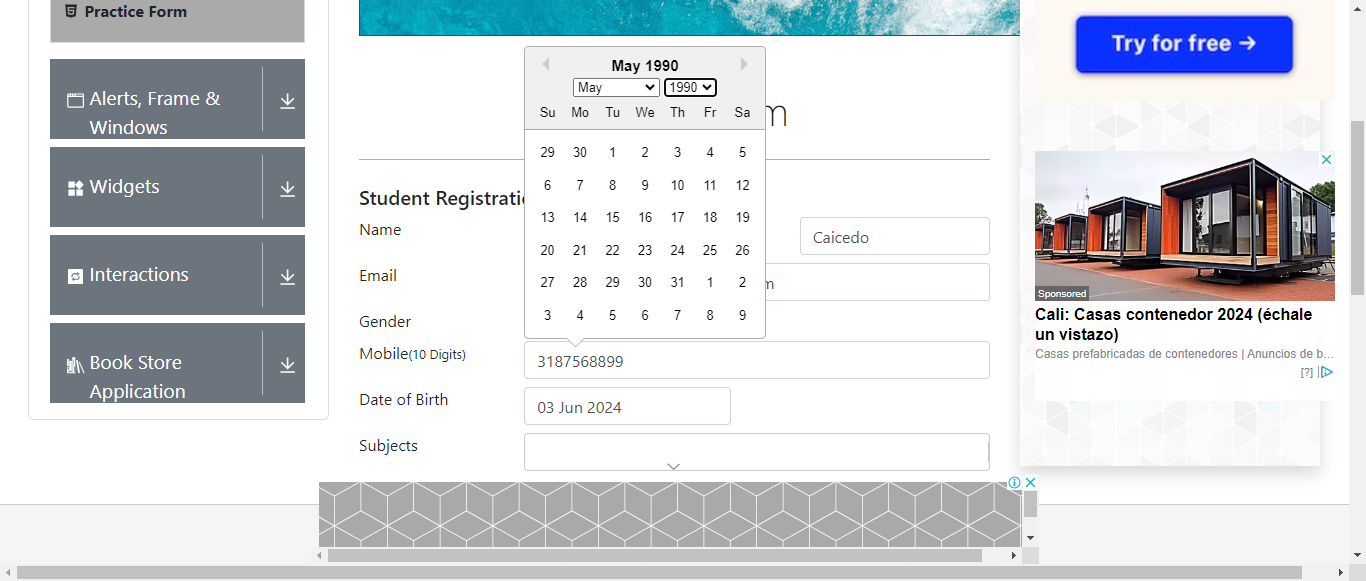 Practice Form
Alerts, Frame &
Windows
Widgets
Interactions
Book Store
Application
May 1990
May 1990
Su Mo Tu We Th Fr Sa
29 30 1 2 3 4 5
6 7 8 9 10 11 12
13 14 15 16 17 18 19
20 21 22 23 24 25 26
27 28 29 30 31 1 2
3 4 5 6 7 8 9
m
Student Registrati
Name
Caicedo
Email
m
Gender
Mobile(10 Digits)
3187568899
Date of Birth
03 Jun 2024
Subjects
Try for free →
Sponsored
Cali: Casas contenedor 2024 (échale
un vistazo)
Casas prefabricadas de contenedores | Anuncios de b...
[?]